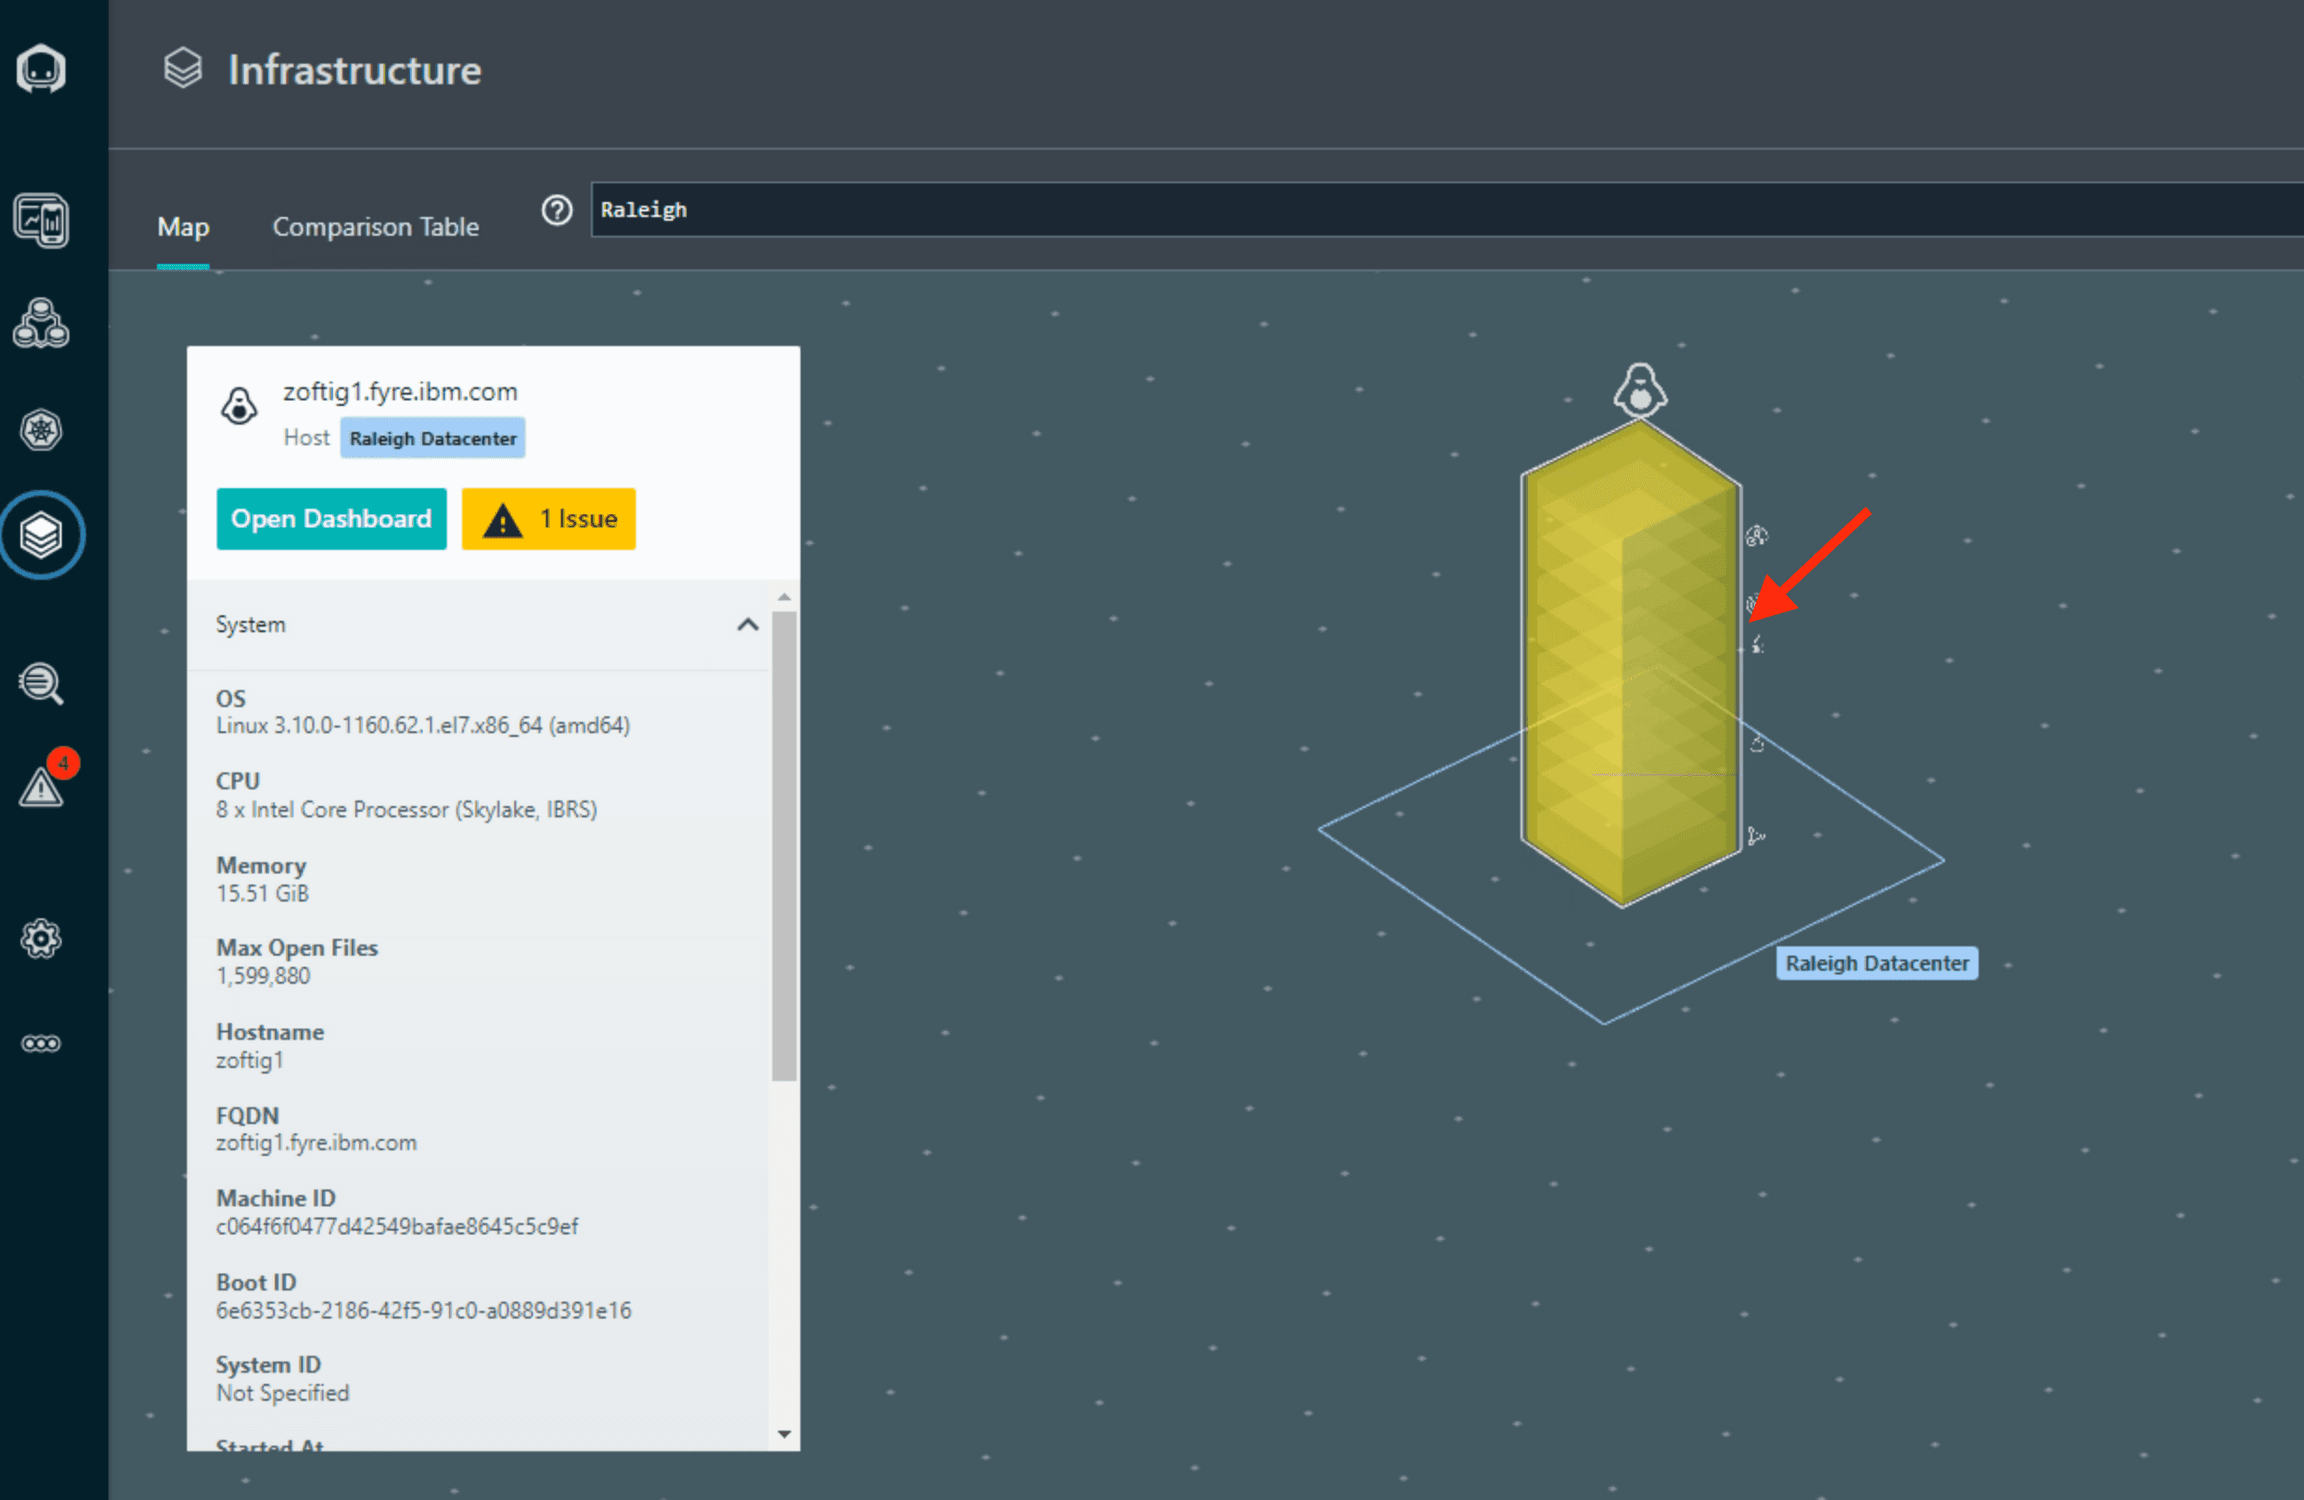 Infrastructure
Map
Comparison Table
?
Raleigh
zoftig1.fyre.ibm.com
Host Raleigh Datacenter
Open Dashboard
1 Issue
System
OS
Linux 3.10.0-1160.62.1.el7.x86_64 (amd64)
CPU
8 x Intel Core Processor (Skylake, IBRS)
Memory
15.51 GiB
Max Open Files
1,599,880
Hostname
zoftig1
FQDN
zoftig1.fyre.ibm.com
Machine ID
c064f6f0477d42549bafae8645c5c9ef
Boot ID
6e6353cb-2186-42f5-91c0-a0889d391e16
System ID
Not Specified
Started At
4
Raleigh Datacenter